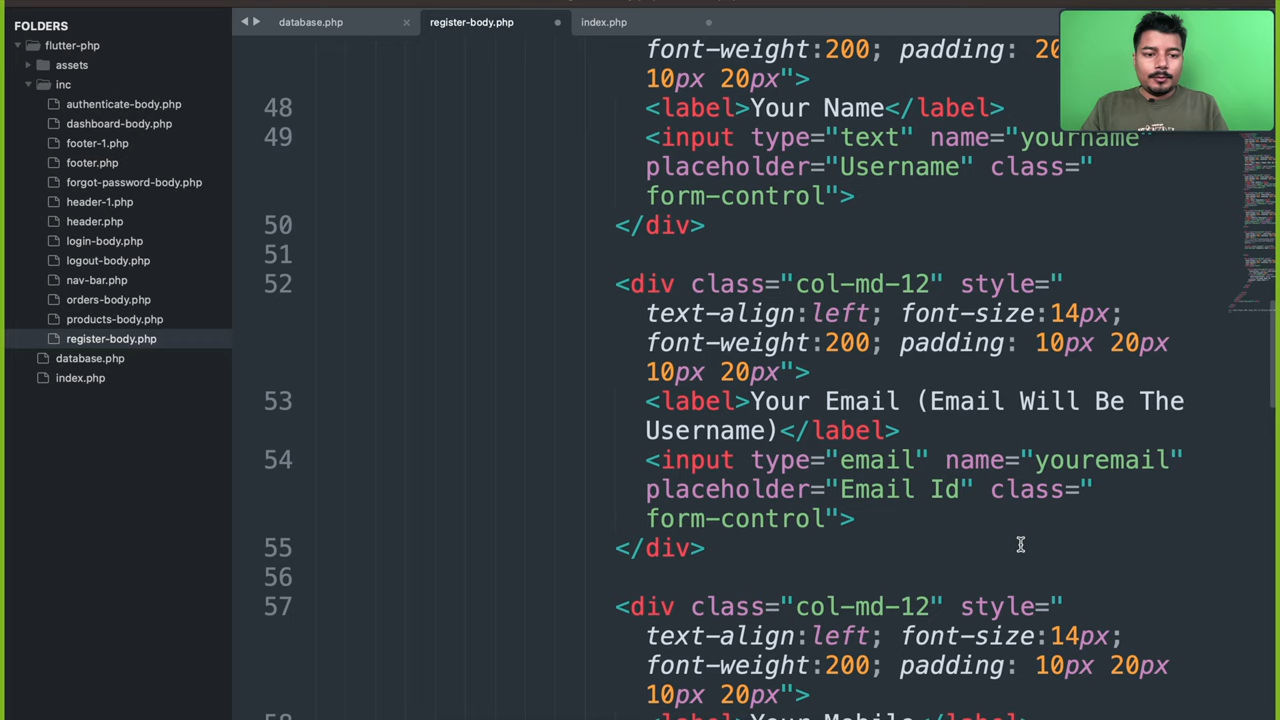 FOLDERS
flutter-php
assets
inc
authenticate-body.php
dashboard-body.php
footer-1.php
footer.php
forgot-password-body.php
header-1.php
header.php
login-body.php
logout-body.php
nav-bar.php
orders-body.php
products-body.php
register-body.php
database.php
index.php
database.php × register-body.php index.php
font-weight:200; padding: 20
10px 20px">
48 <label>Your Name</label>
49 <input type="text" name="yourname"
placeholder="Username" class="
form-control">
50 </div>
51
52 <div class="col-md-12" style="
text-align:left; font-size:14px;
font-weight:200; padding: 10px 20px
10px 20px">
53 <label>Your Email (Email Will Be The
Username)</label>
54 <input type="email" name="youremail"
placeholder="Email Id" class="
form-control">
55 </div>
56
57 <div class="col-md-12" style="
text-align:left; font-size:14px;
font-weight:200; padding: 10px 20px
10px 20px">
58 <label>Your Mobile</label>